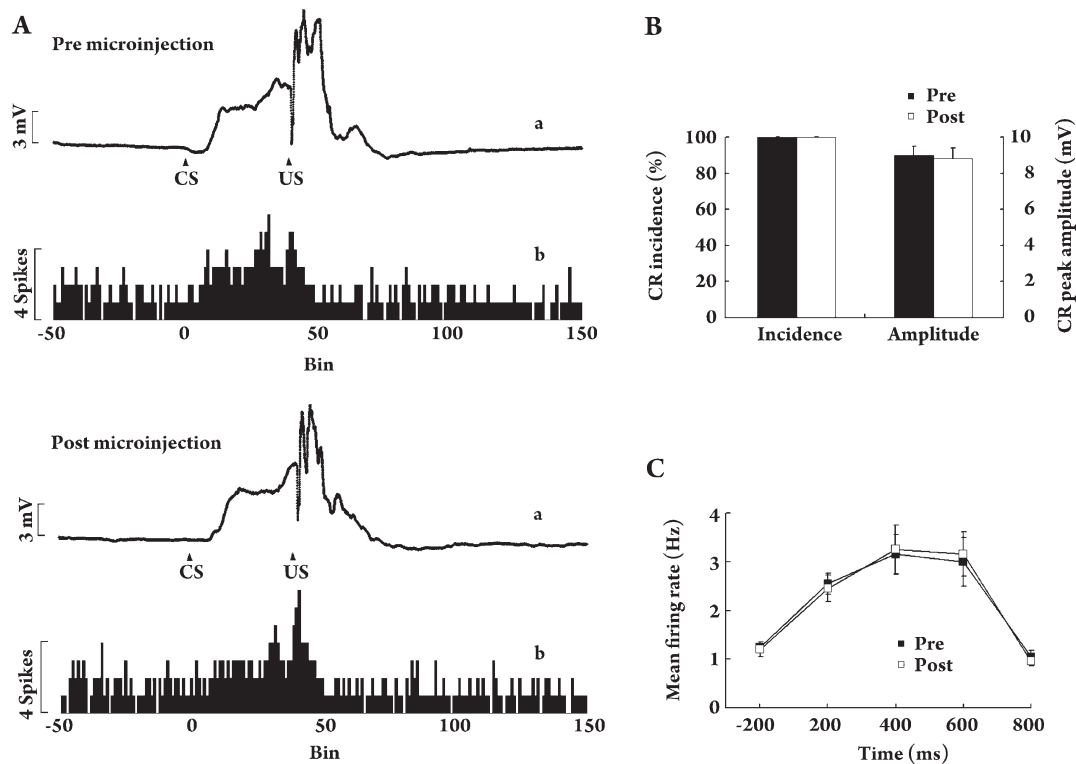 A
Pre microinjection
3 mV
a
CS
US
4 Spikes
b
-50
0
50
100
150
Bin
Post microinjection
3 mV
a
CS
US
4 Spikes
b
-50
0
50
100
150
Bin
B
Pre
Post
CR incidence (%)
100
80
60
40
20
0
10
8
6
4
2
0
CR peak amplitude (mV)
Incidence
Amplitude
C
Mean firing rate (Hz)
4
3
2
1
0
Pre
Post
-200
200
400
600
800
Time (ms)